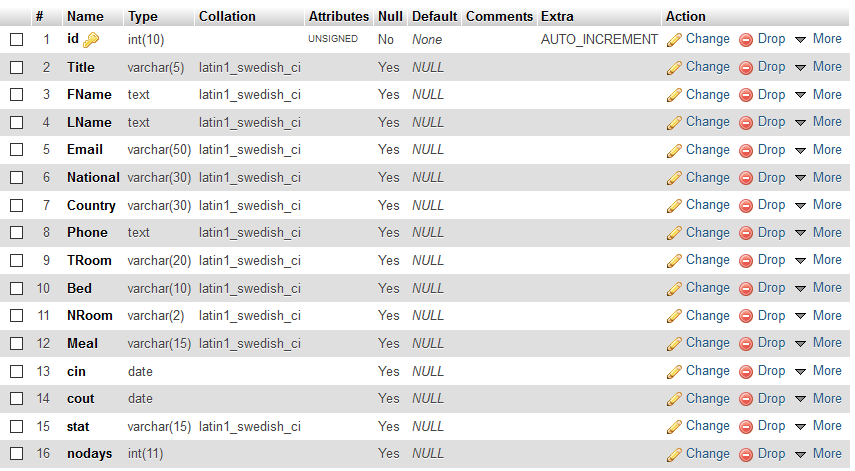 # Name Type Collation Attributes Null Default Comments Extra Action
1 id int(10) UNSIGNED No None AUTO_INCREMENT Change Drop More
2 Title varchar(5) latin1_swedish_ci Yes NULL Change Drop More
3 FName text latin1_swedish_ci Yes NULL Change Drop More
4 LName text latin1_swedish_ci Yes NULL Change Drop More
5 Email varchar(50) latin1_swedish_ci Yes NULL Change Drop More
6 National varchar(30) latin1_swedish_ci Yes NULL Change Drop More
7 Country varchar(30) latin1_swedish_ci Yes NULL Change Drop More
8 Phone text latin1_swedish_ci Yes NULL Change Drop More
9 TRoom varchar(20) latin1_swedish_ci Yes NULL Change Drop More
10 Bed varchar(10) latin1_swedish_ci Yes NULL Change Drop More
11 NRoom varchar(2) latin1_swedish_ci Yes NULL Change Drop More
12 Meal varchar(15) latin1_swedish_ci Yes NULL Change Drop More
13 cin date Yes NULL Change Drop More
14 cout date Yes NULL Change Drop More
15 stat varchar(15) latin1_swedish_ci Yes NULL Change Drop More
16 nodays int(11) Yes NULL Change Drop More